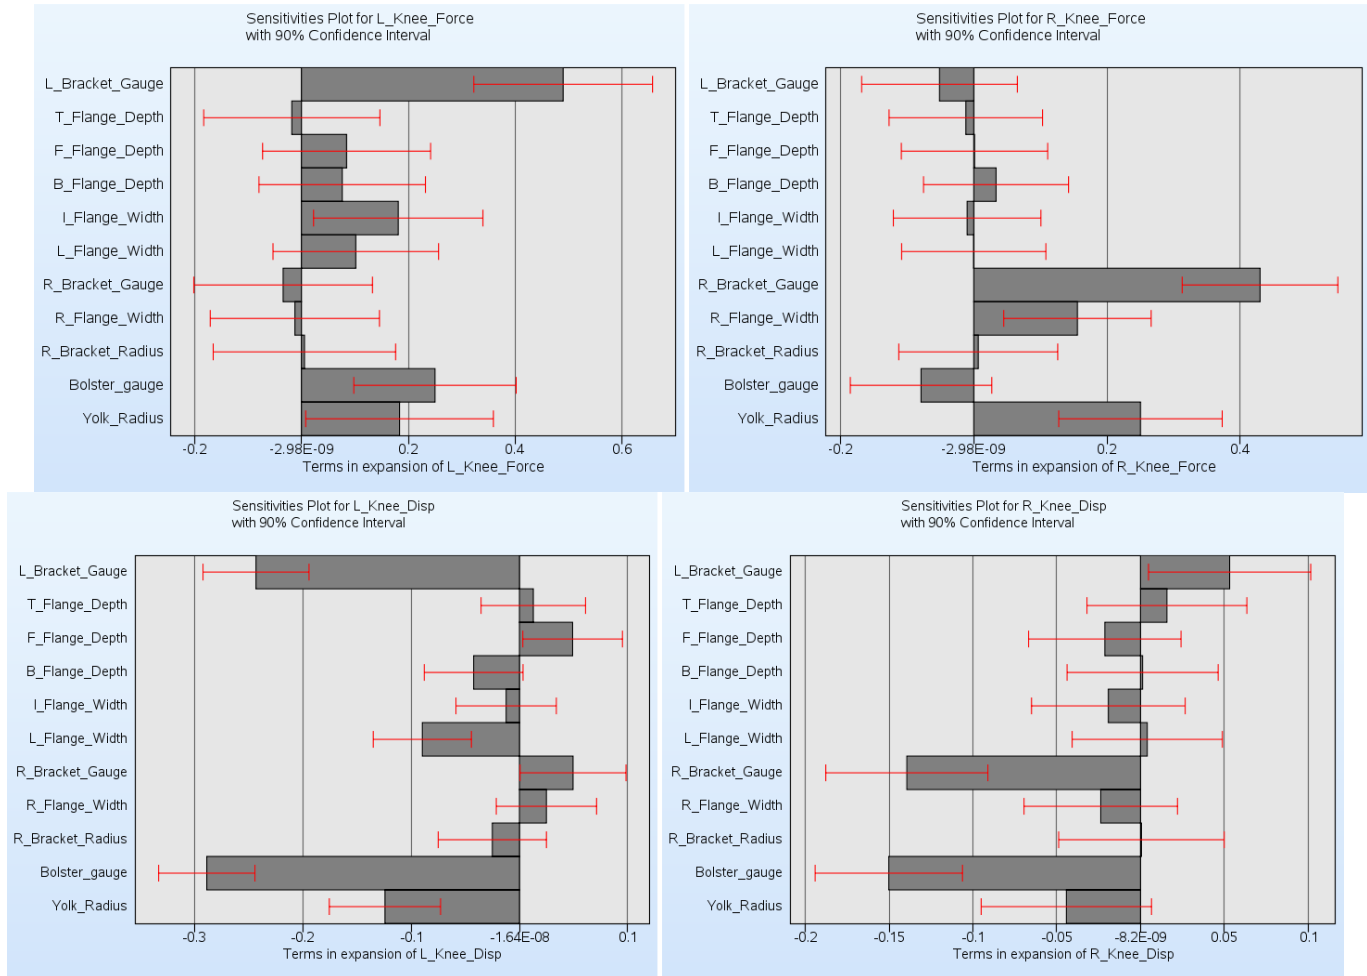 Sensitivities Plot for L_Knee_Force
with 90% Confidence Interval
L_Bracket_Gauge
T_Flange_Depth
F_Flange_Depth
B_Flange_Depth
I_Flange_Width
L_Flange_Width
R_Bracket_Gauge
R_Flange_Width
R_Bracket_Radius
Bolster_gauge
Yolk_Radius
-0.2 -2.98E-09 0.2 0.4 0.6
Terms in expansion of L_Knee_Force
Sensitivities Plot for R_Knee_Force
with 90% Confidence Interval
L_Bracket_Gauge
T_Flange_Depth
F_Flange_Depth
B_Flange_Depth
I_Flange_Width
L_Flange_Width
R_Bracket_Gauge
R_Flange_Width
R_Bracket_Radius
Bolster_gauge
Yolk_Radius
-0.2 -2.98E-09 0.2 0.4
Terms in expansion of R_Knee_Force
Sensitivities Plot for L_Knee_Disp
with 90% Confidence Interval
L_Bracket_Gauge
T_Flange_Depth
F_Flange_Depth
B_Flange_Depth
I_Flange_Width
L_Flange_Width
R_Bracket_Gauge
R_Flange_Width
R_Bracket_Radius
Bolster_gauge
Yolk_Radius
-0.3 -0.2 -0.1 -1.64E-08 0.1
Terms in expansion of L_Knee_Disp
Sensitivities Plot for R_Knee_Disp
with 90% Confidence Interval
L_Bracket_Gauge
T_Flange_Depth
F_Flange_Depth
B_Flange_Depth
I_Flange_Width
L_Flange_Width
R_Bracket_Gauge
R_Flange_Width
R_Bracket_Radius
Bolster_gauge
Yolk_Radius
-0.2 -0.15 -0.1 -0.05 -8.2E-09 0.05 0.1
Terms in expansion of R_Knee_Disp